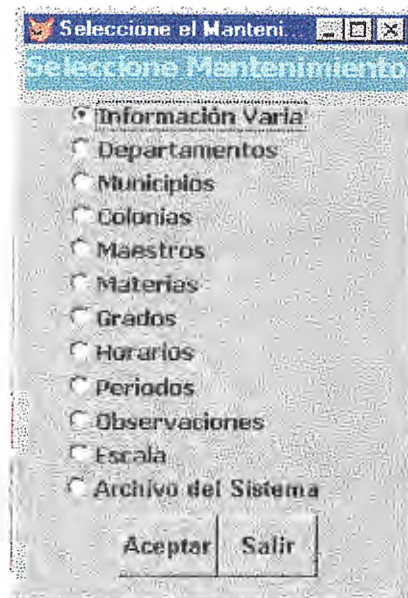 Seleccione el Manteni...
Seleccione Mantenimiento
Información Varia
Departamentos
Municipios
Colonias
Maestros
Materias
Grados
Horarios
Periodos
Observaciones
Escala
Archivo del Sistema
Aceptar Salir